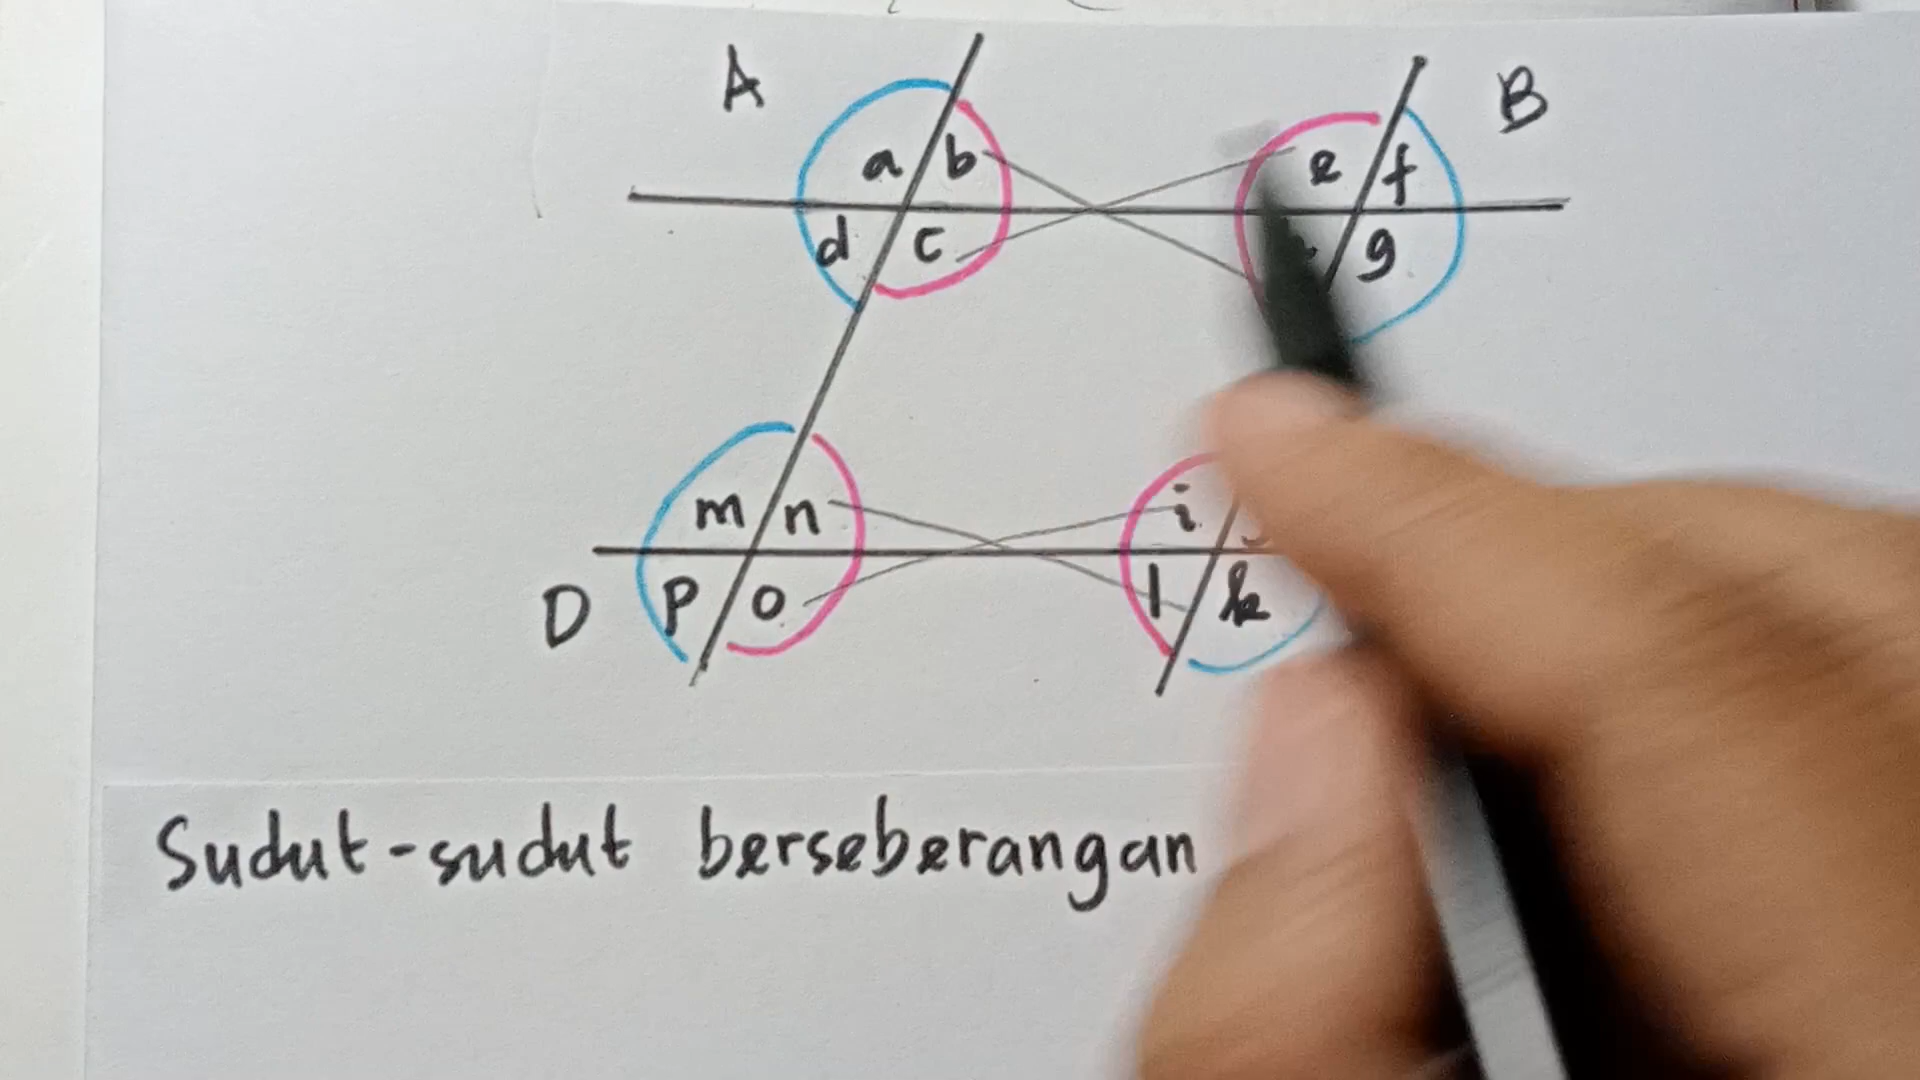 A
B
a b
e f
d c
g
m n
i
p o
l k
D
Sudut-sudut berseberangan